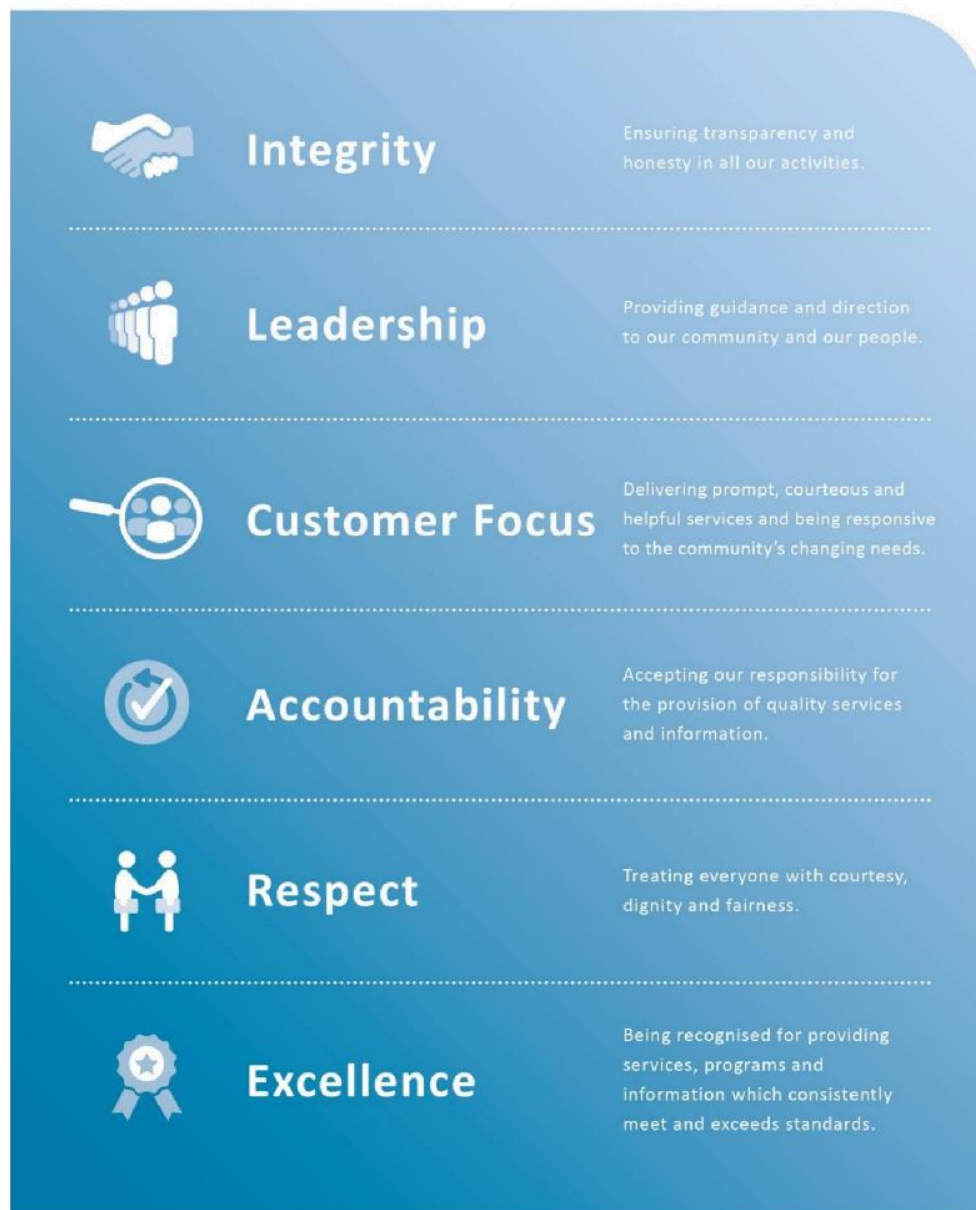 Integrity
Ensuring transparency and
honesty in all our activities.
Leadership
Providing guidance and direction
to our community and our people.
Customer Focus
Delivering prompt, courteous and
helpful services and being responsive
to the community's changing needs.
Accountability
Accepting our responsibility for
the provision of quality services
and information.
Respect
Treating everyone with courtesy,
dignity and fairness.
Excellence
Being recognised for providing
services, programs and
information which consistently
meet and exceeds standards.